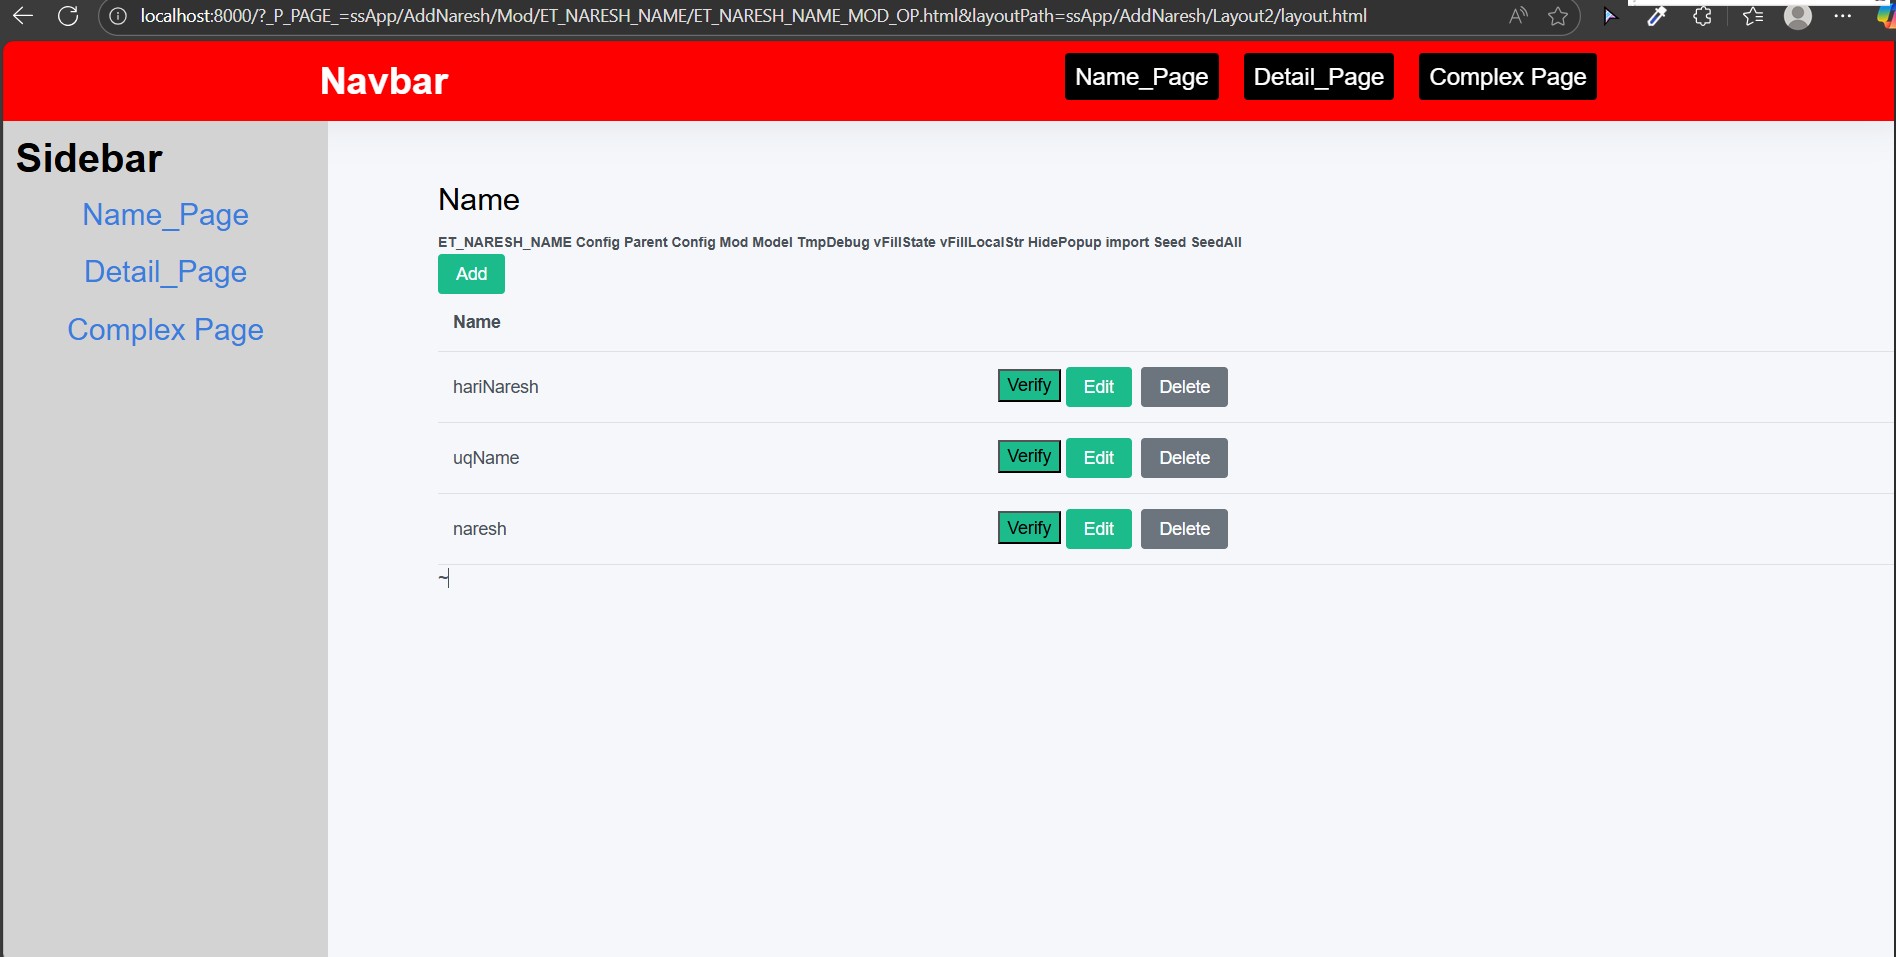 localhost:8000/?_P_PAGE_=ssApp/AddNaresh/Mod/ET_NARESH_NAME/ET_NARESH_NAME_MOD_OP.html&layoutPath=ssApp/AddNaresh/Layout2/layout.html
Navbar
Name_Page Detail_Page Complex Page
Sidebar
Name_Page
Detail_Page
Complex Page
Name
ET_NARESH_NAME Config Parent Config Mod Model TmpDebug vFillState vFillLocalStr HidePopup import Seed SeedAll
Add
Name
hariNaresh Verify Edit Delete
uqName Verify Edit Delete
naresh Verify Edit Delete
~